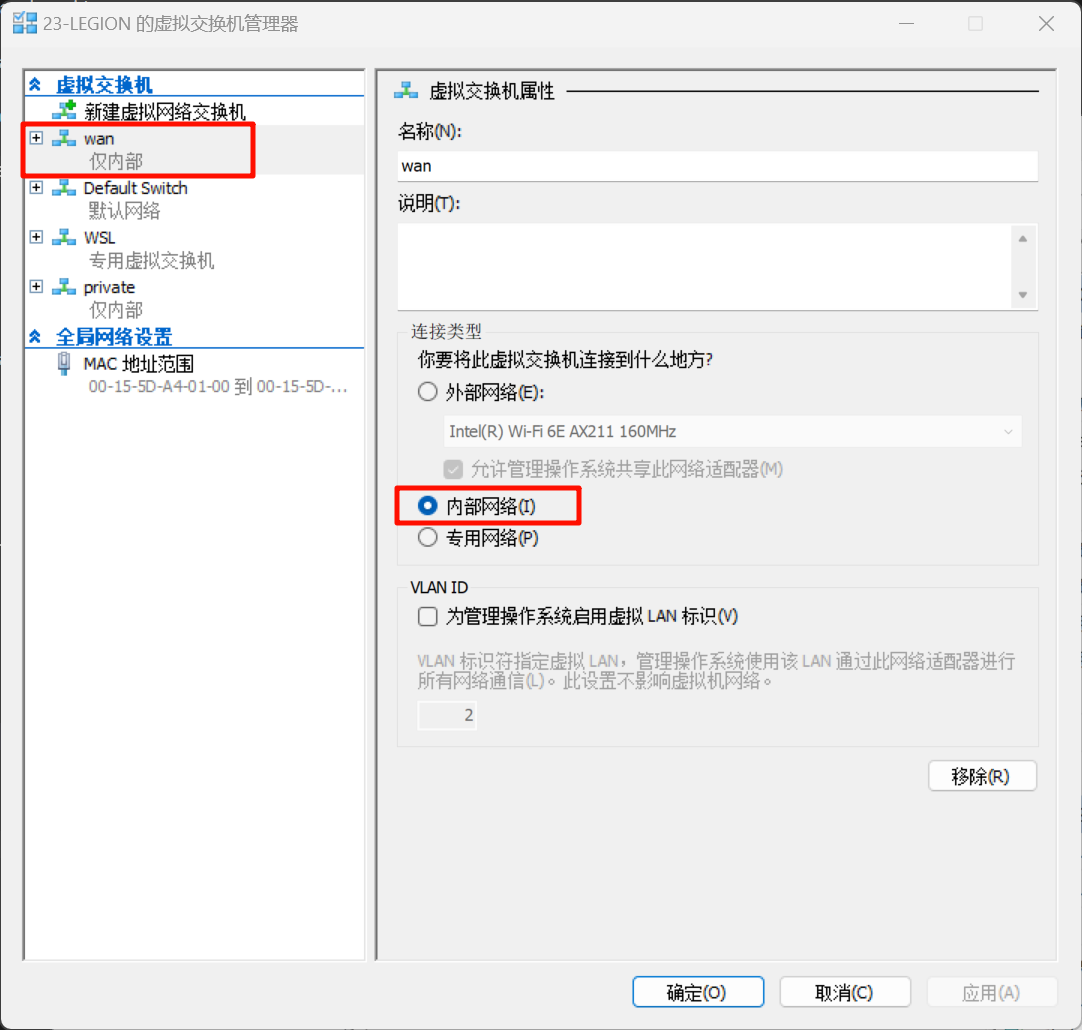 23-LEGION 的虚拟交换机管理器
虚拟交换机
新建虚拟网络交换机
wan
仅内部
Default Switch
默认网络
WSL
专用虚拟交换机
private
仅内部
全局网络设置
MAC 地址范围
00-15-5D-A4-01-00 到 00-15-5D-...
虚拟交换机属性
名称(N):
wan
说明(T):
连接类型
你要将此虚拟交换机连接到什么地方?
外部网络(E):
Intel(R) Wi-Fi 6E AX211 160MHz
允许管理操作系统共享此网络适配器(M)
内部网络(I)
专用网络(P)
VLAN ID
为管理操作系统启用虚拟 LAN 标识(V)
VLAN 标识符指定虚拟 LAN，管理操作系统使用该 LAN 通过此网络适配器进行
所有网络通信(L)。此设置不影响虚拟机网络。
2
移除(R)
确定(O)
取消(C)
应用(A)